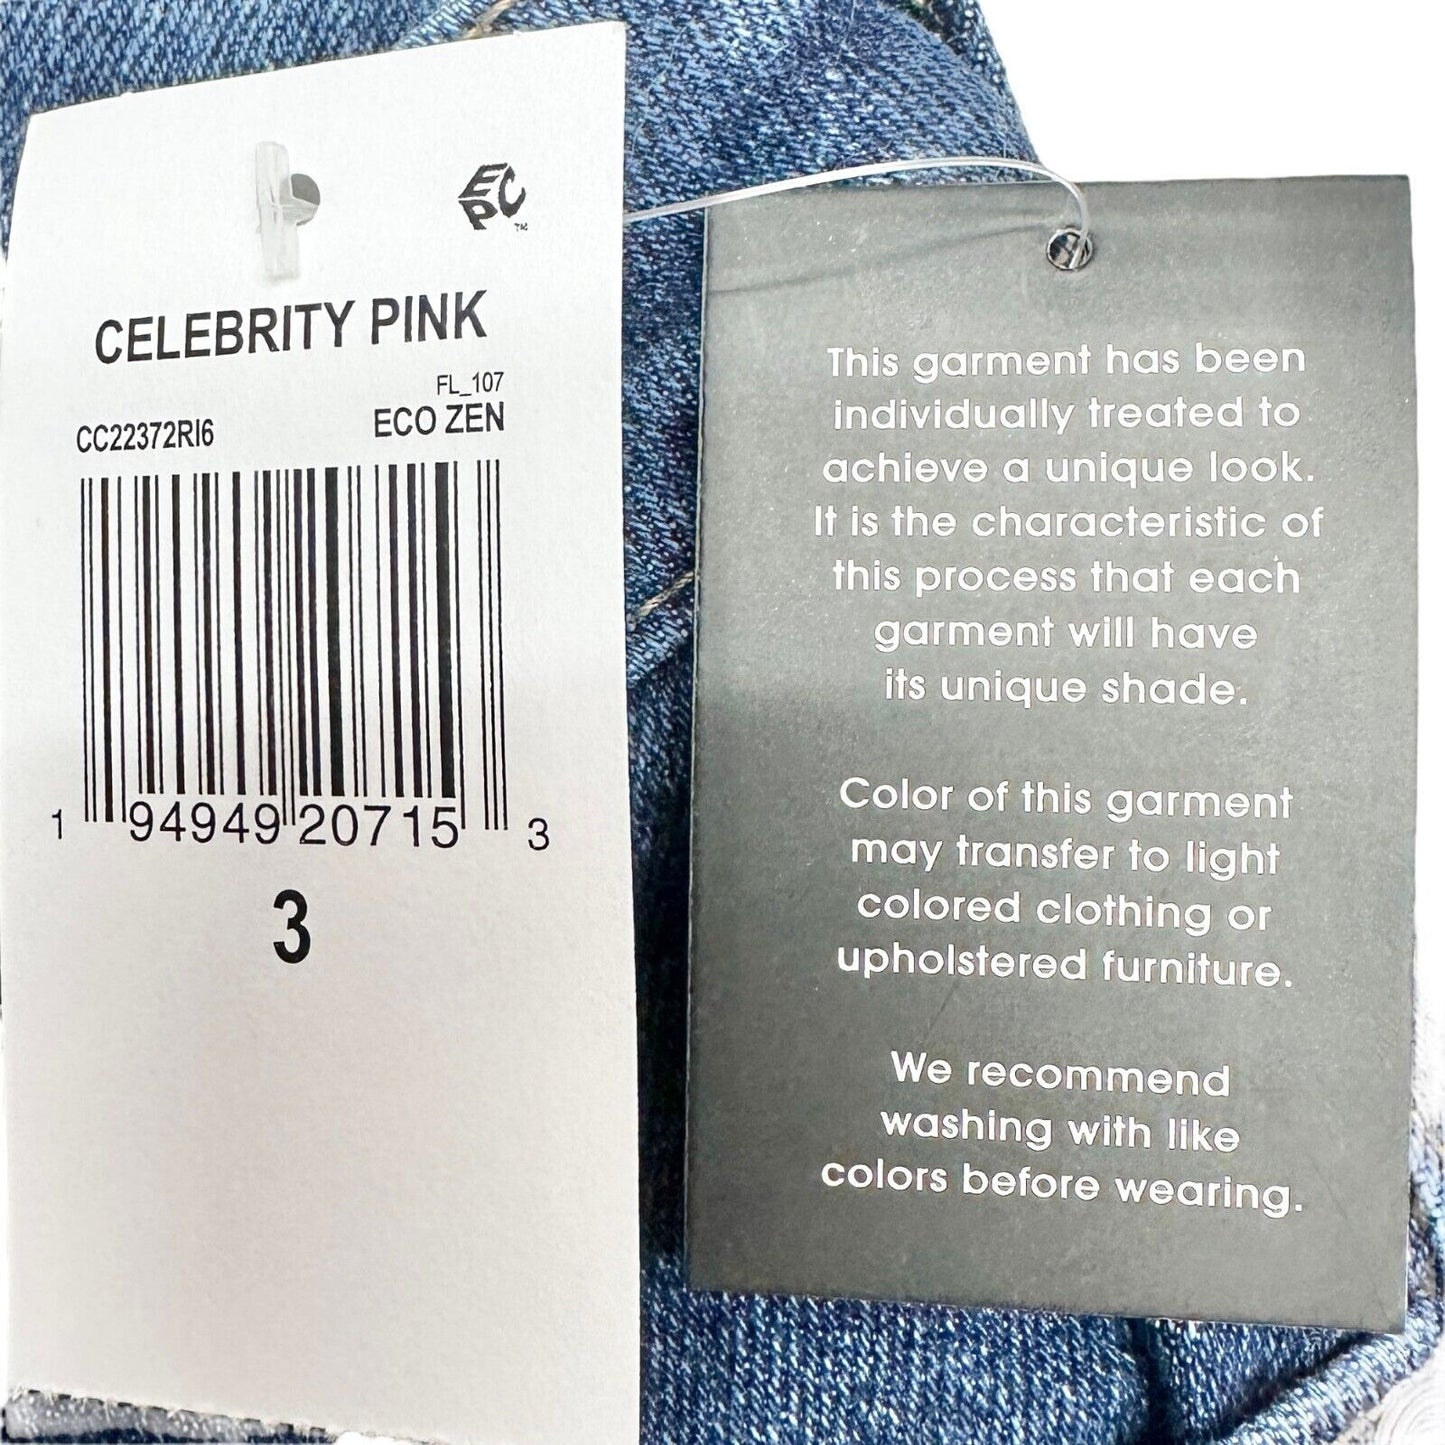 EPC™
CELEBRITY PINK
FL_107
CC22372RI6 ECO ZEN
1 94949 20715 3
3
This garment has been
individually treated to
achieve a unique look.
It is the characteristic of
this process that each
garment will have
its unique shade.
Color of this garment
may transfer to light
colored clothing or
upholstered furniture.
We recommend
washing with like
colors before wearing.